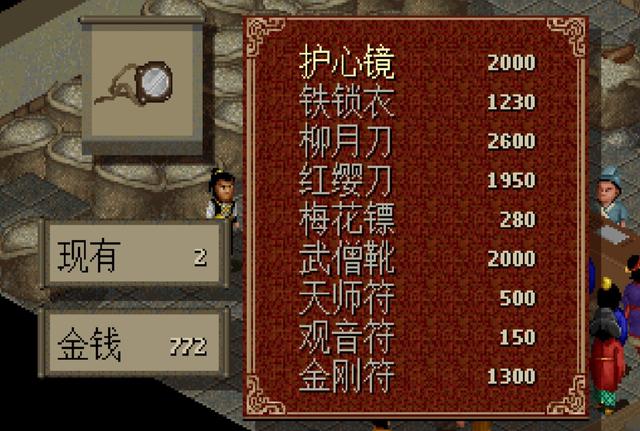 护心镜 2000
铁锁衣 1230
柳月刀 2600
红缨刀 1950
梅花镖 280
武僧靴 2000
天师符 500
观音符 150
金刚符 1300
现有 2
金钱 772